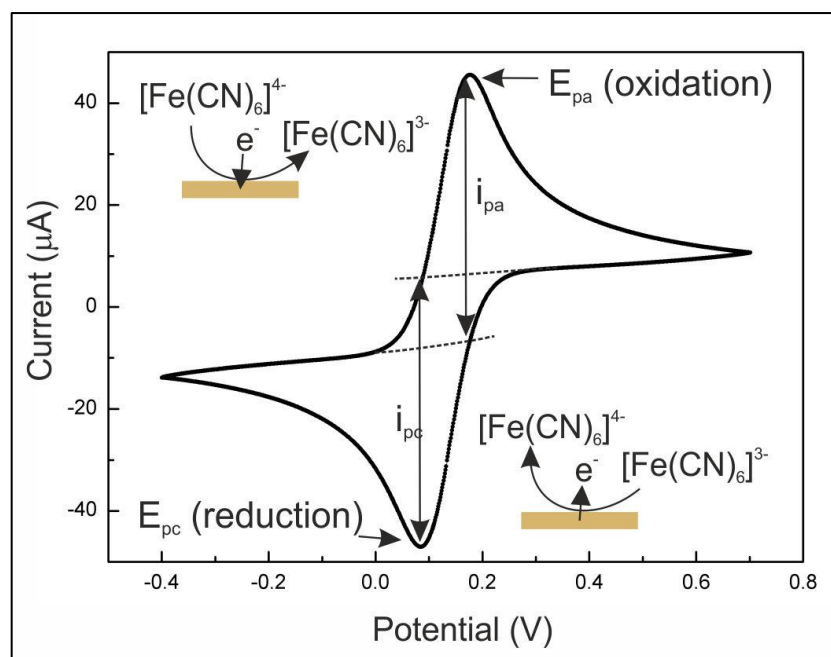 [Fe(CN)₆]⁴⁻
e⁻
[Fe(CN)₆]³⁻
Eₚₐ (oxidation)
iₚₐ
iₚ꜀
Eₚ꜀ (reduction)
[Fe(CN)₆]⁴⁻
e⁻
[Fe(CN)₆]³⁻
Current (μA)
40
20
0
-20
-40
-0.4
-0.2
0.0
0.2
0.4
0.6
0.8
Potential (V)